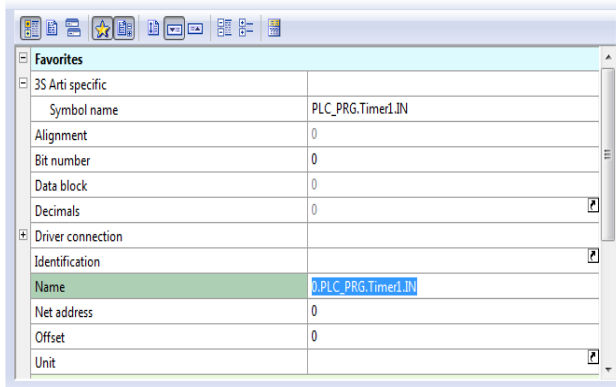 Favorites
3S Arti specific
Symbol name PLC_PRG.Timer1.IN
Alignment 0
Bit number 0
Data block 0
Decimals 0
Driver connection
Identification
Name 0.PLC_PRG.Timer1.IN
Net address 0
Offset 0
Unit